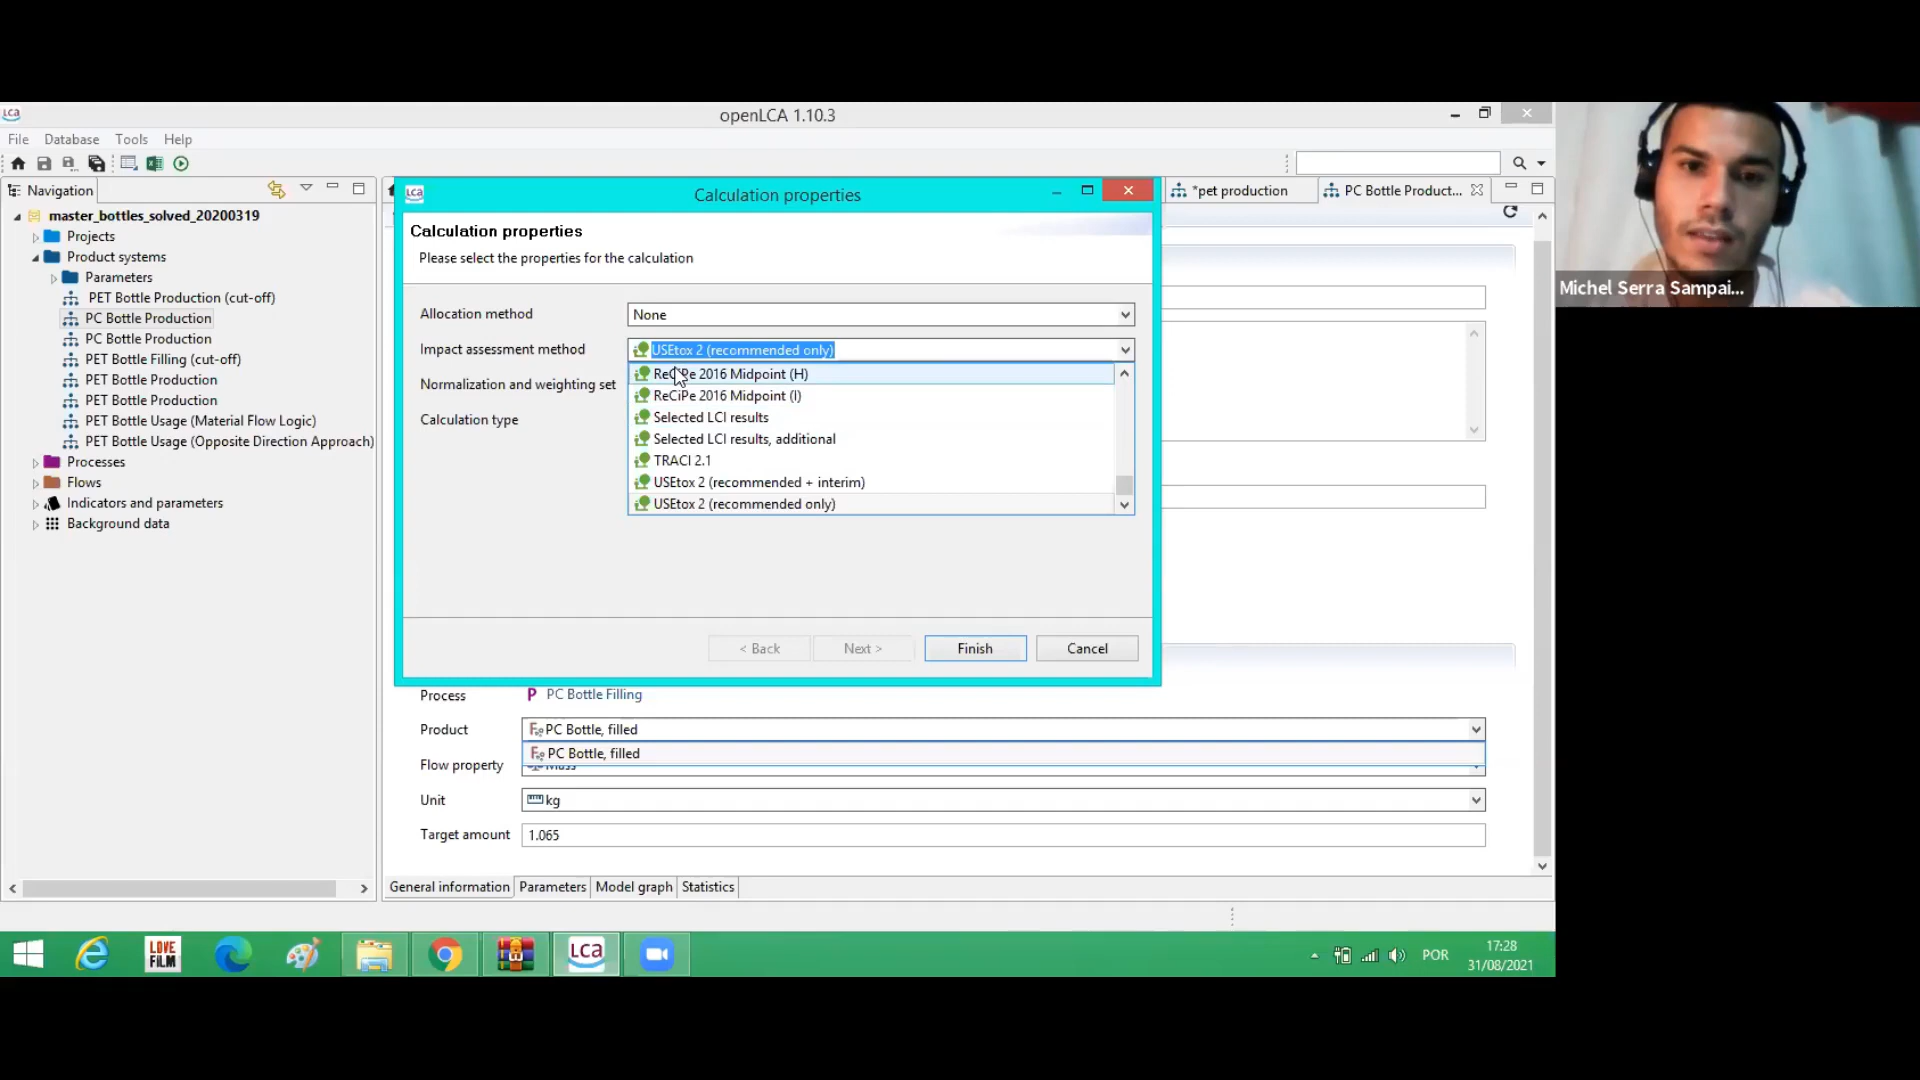 LCA
openLCA 1.10.3
File Database Tools Help
Navigation
*pet production
PC Bottle Product...
master_bottles_solved_20200319
Projects
Product systems
Parameters
PET Bottle Production (cut-off)
PC Bottle Production
PC Bottle Production
PET Bottle Filling (cut-off)
PET Bottle Production
PET Bottle Production
PET Bottle Usage (Material Flow Logic)
PET Bottle Usage (Opposite Direction Approach)
Processes
Flows
Indicators and parameters
Background data
LCA
Calculation properties
Calculation properties
Please select the properties for the calculation
Allocation method
None
Impact assessment method
USEtox 2 (recommended only)
Normalization and weighting set
Calculation type
ReCiPe 2016 Midpoint (H)
ReCiPe 2016 Midpoint (I)
Selected LCI results
Selected LCI results, additional
TRACI 2.1
USEtox 2 (recommended + interim)
USEtox 2 (recommended only)
< Back
Next >
Finish
Cancel
Process
P PC Bottle Filling
Product
PC Bottle, filled
PC Bottle, filled
Flow property
Mass
Unit
kg
Target amount
1.065
General information
Parameters
Model graph
Statistics
Michel Serra Sampai...
LOVE
FILM
LCA
POR
17:28
31/08/2021